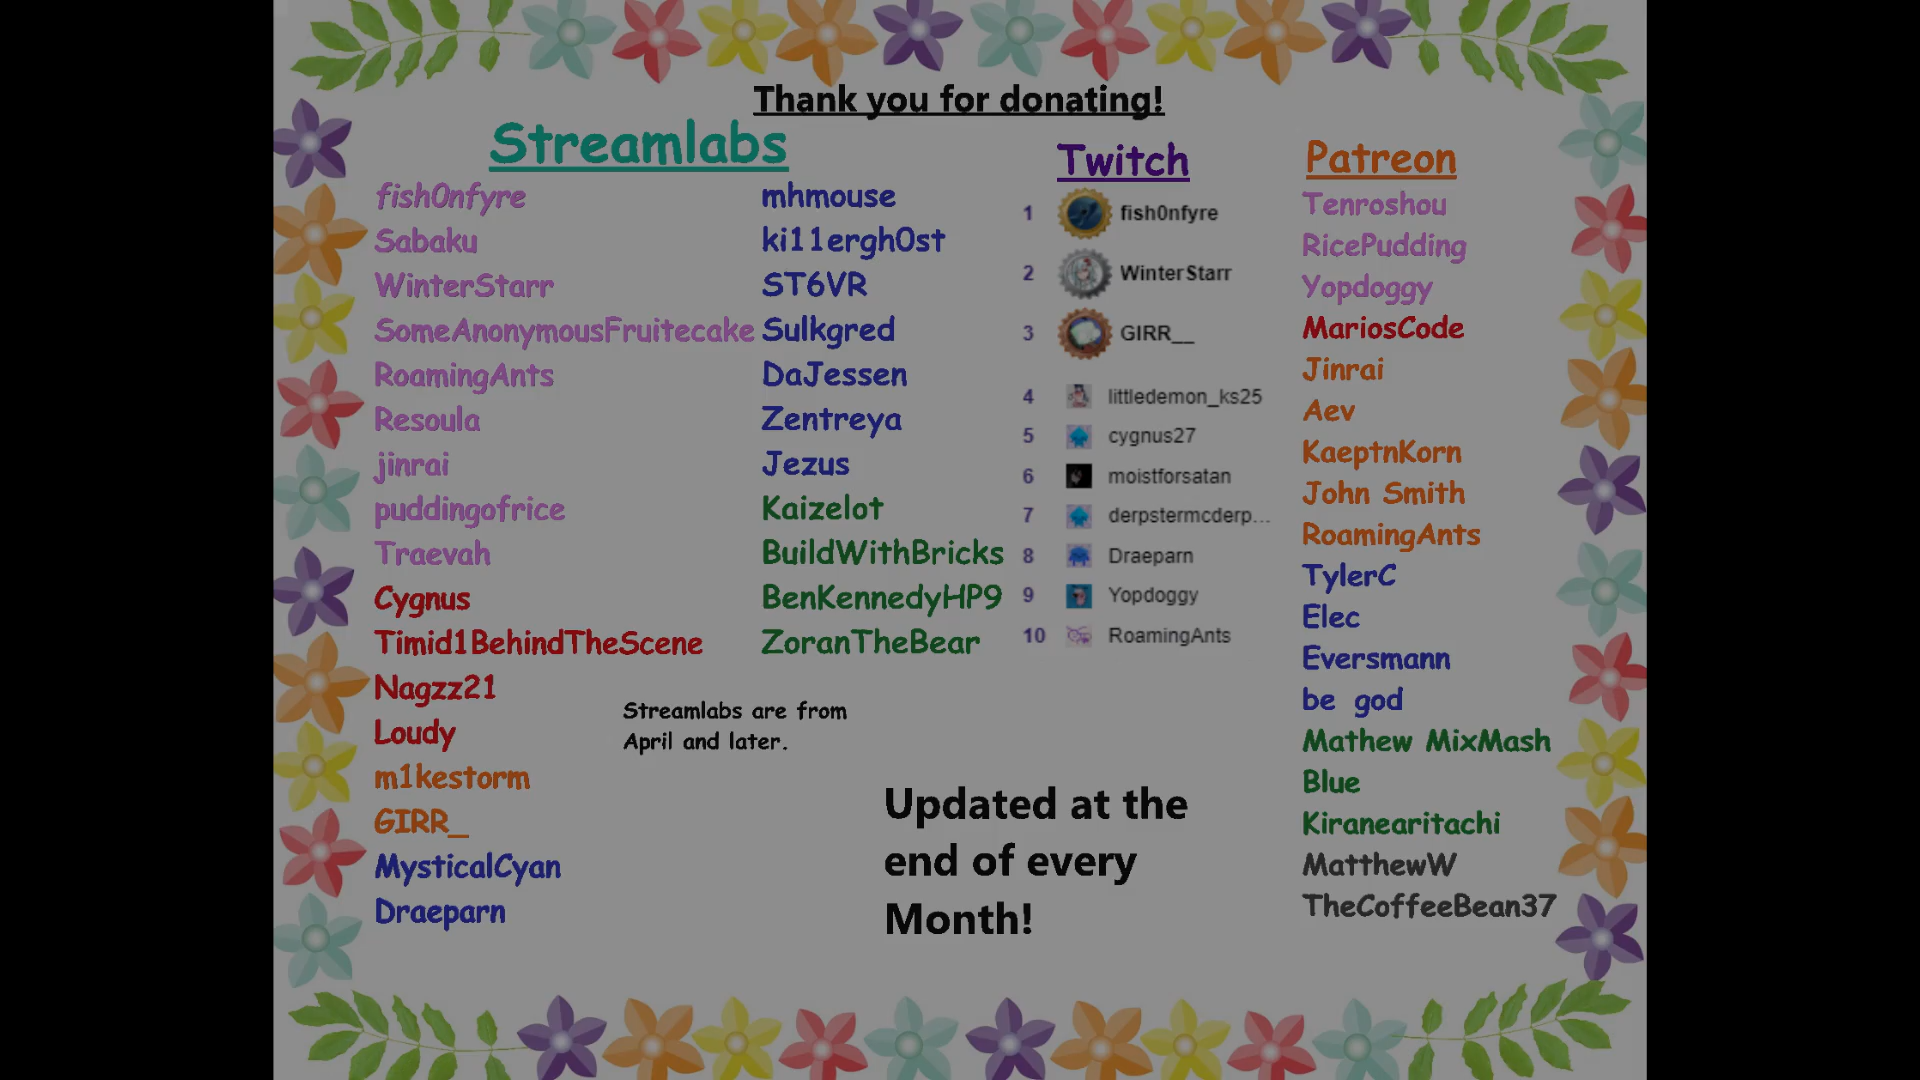 Thank you for donating!
Streamlabs
fish0nfyre
Sabaku
WinterStarr
SomeAnonymousFruitecake
RoamingAnts
Resoula
jinrai
puddingofrice
Traevah
Cygnus
Timid1BehindTheScene
Nagzz21
Loudy
m1kestorm
GIRR_
MysticalCyan
Draeparn
mhmouse
ki11ergh0st
ST6VR
Sulkgred
DaJessen
Zentreya
Jezus
Kaizelot
BuildWithBricks
BenKennedyHP9
ZoranTheBear
Streamlabs are from
April and later.
Twitch
1 fish0nfyre
2 WinterStarr
3 GIRR__
4 littledemon_ks25
5 cygnus27
6 moistforsatan
7 derpstermcderp...
8 Draeparn
9 Yopdoggy
10 RoamingAnts
Updated at the
end of every
Month!
Patreon
Tenroshou
RicePudding
Yopdoggy
MariosCode
Jinrai
Aev
KaeptnKorn
John Smith
RoamingAnts
TylerC
Elec
Eversmann
be god
Mathew MixMash
Blue
Kiranearitachi
MatthewW
TheCoffeeBean37